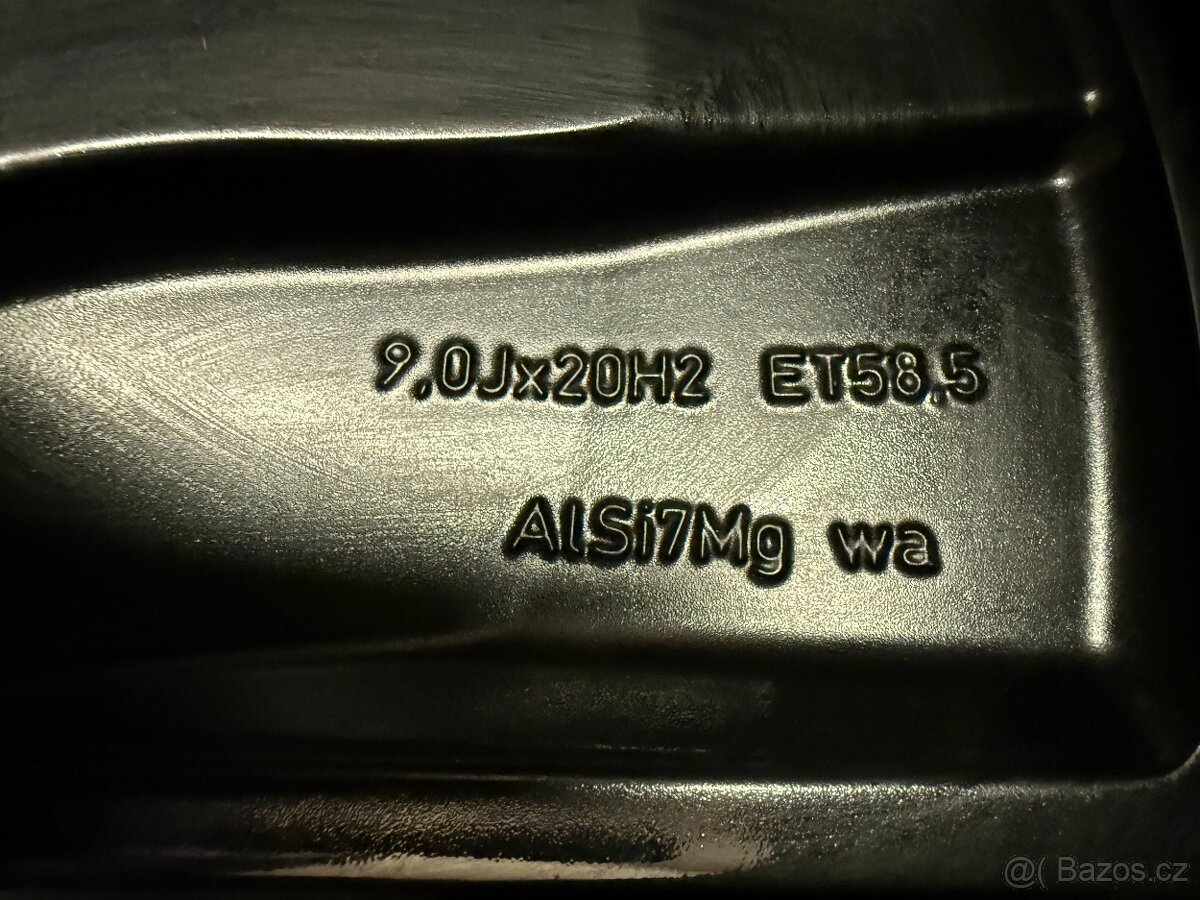 9,0Jx20H2 ET58,5
AlSi7Mg wa
@( Bazos.cz